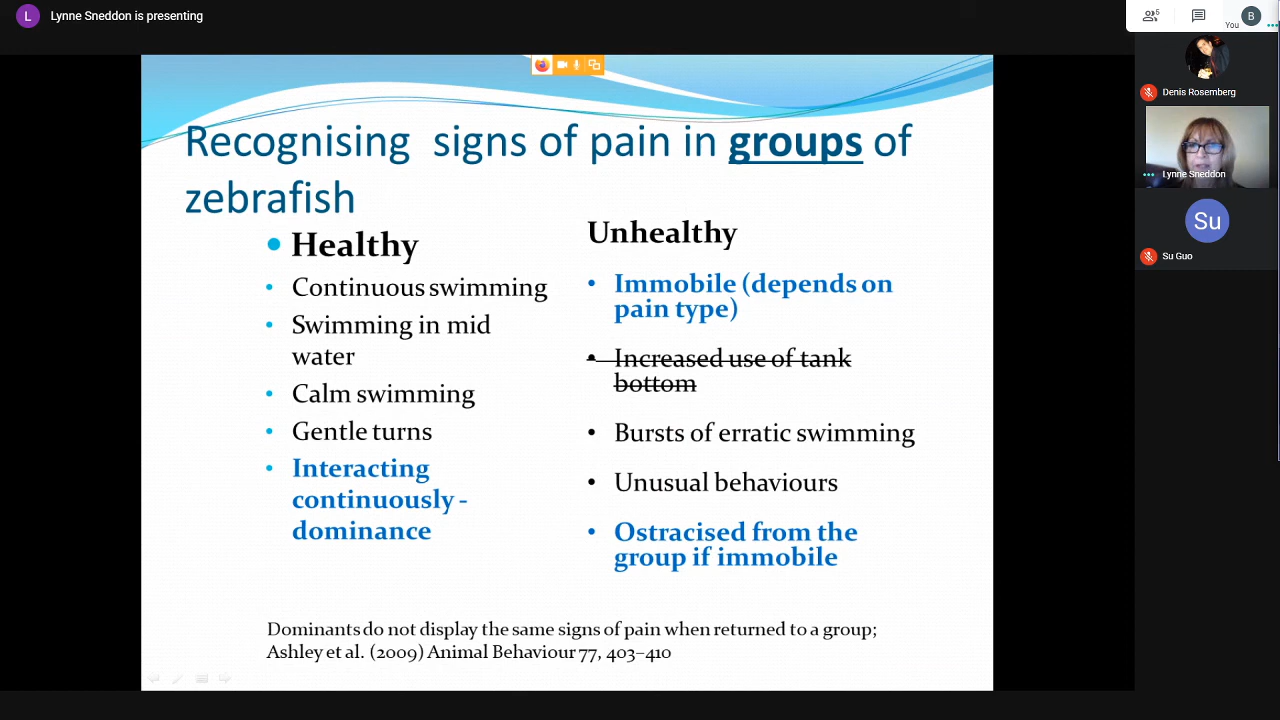 L
Lynne Sneddon is presenting
5
You
B
Recognising signs of pain in groups of
zebrafish
Healthy
Continuous swimming
Swimming in mid
water
Calm swimming
Gentle turns
Interacting
continuously -
dominance
Unhealthy
Immobile (depends on
pain type)
Increased use of tank
bottom
Bursts of erratic swimming
Unusual behaviours
Ostracised from the
group if immobile
Dominants do not display the same signs of pain when returned to a group;
Ashley et al. (2009) Animal Behaviour 77, 403–410
Denis Rosemberg
Lynne Sneddon
Su
Su Guo